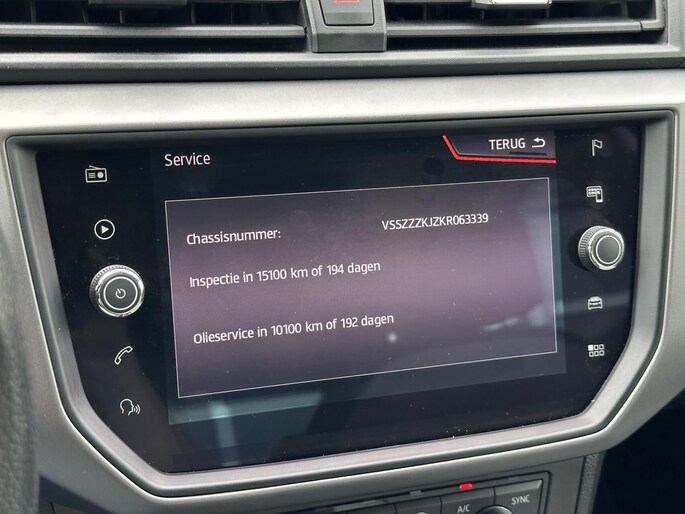 TERUG
Service
Chassisnummer: VSSZZZKJZKR063339
Inspectie in 15100 km of 194 dagen
Olieservice in 10100 km of 192 dagen
A/C
SYNC